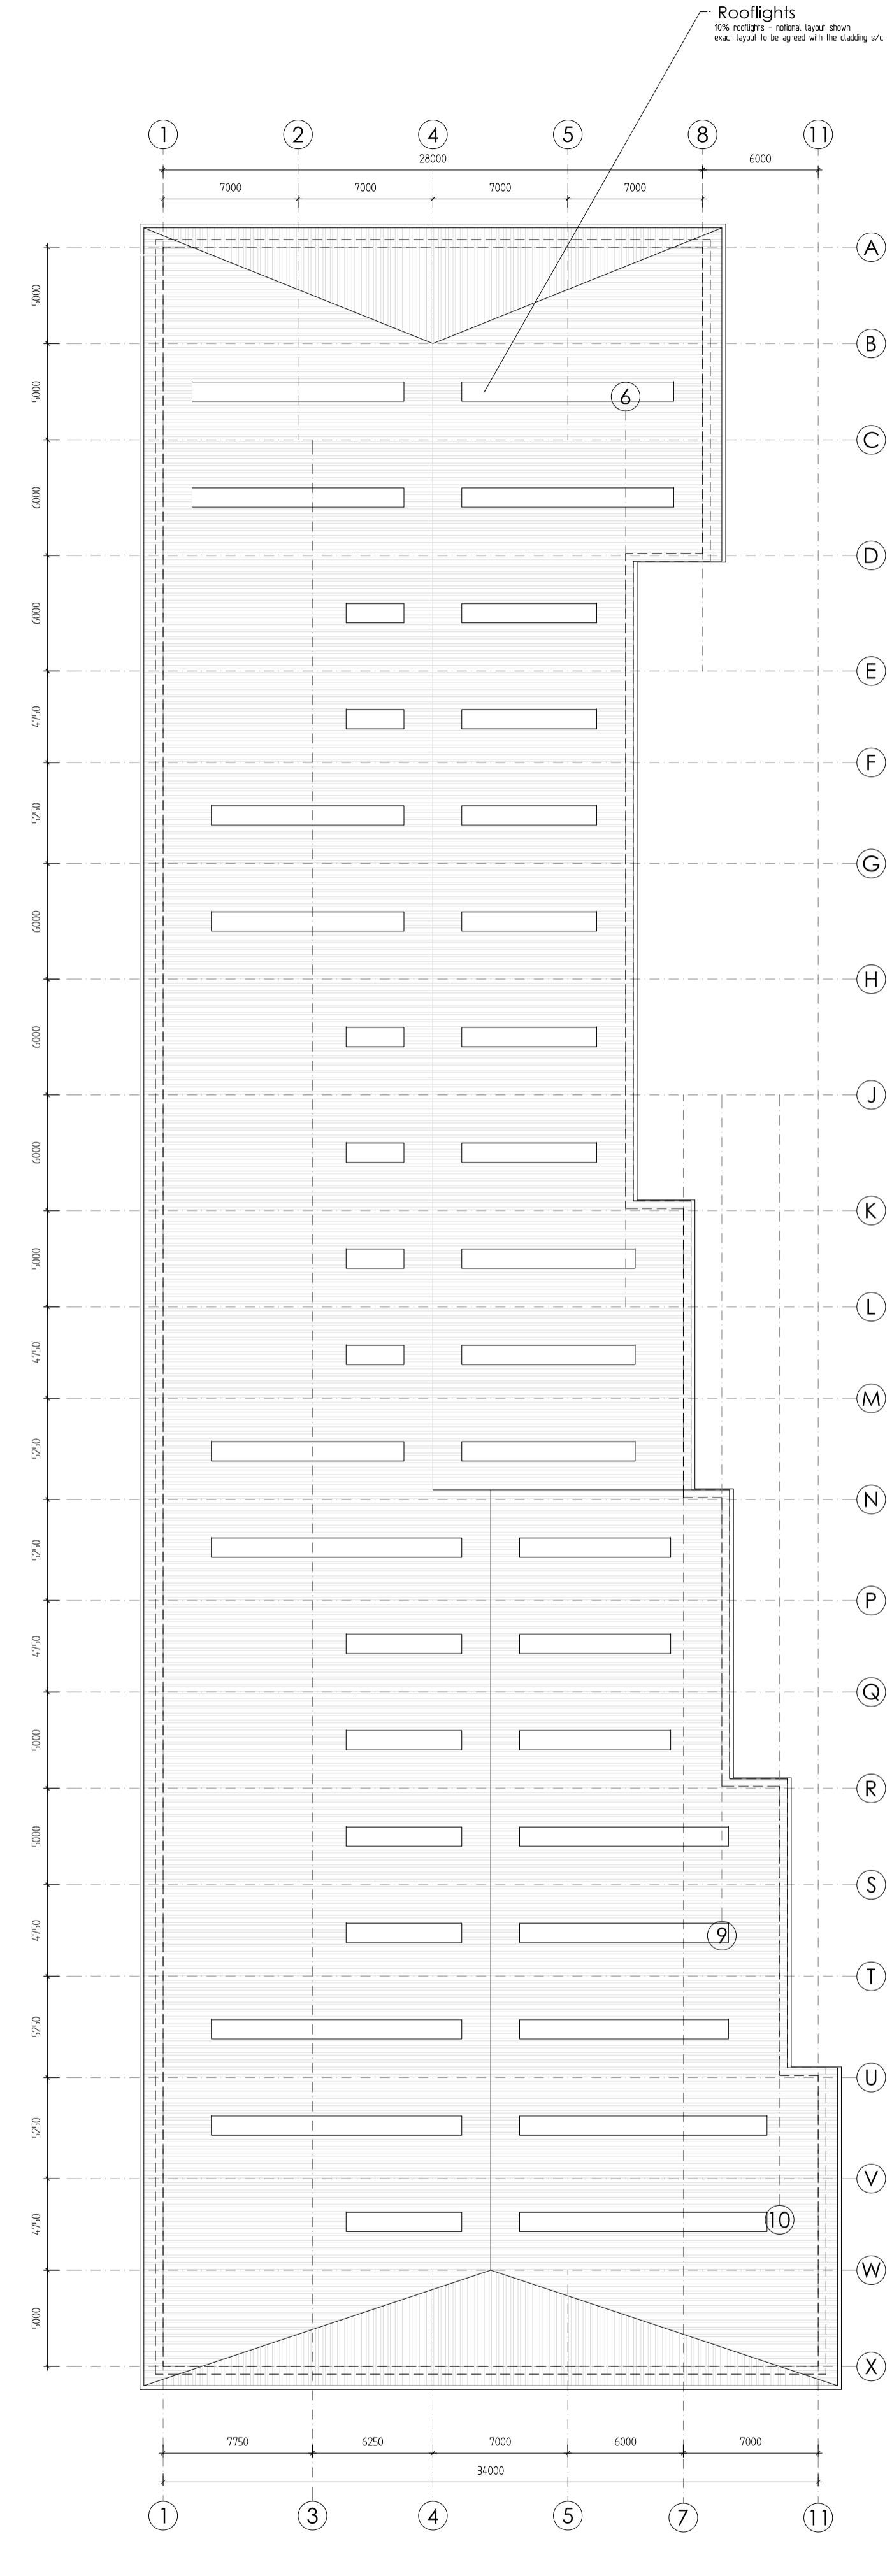 Rooflights
10% rooflights - notional layout shown
exact layout to be agreed with the cladding s/c
1 2 4 5 8 11
28000 6000
7000 7000 7000 7000
A
5000
B
5000
6
C
6000
D
6000
E
4750
F
5250
G
6000
H
6000
J
6000
K
5000
L
4750
M
5250
N
5250
P
4750
Q
5000
R
5000
S
4750
9
T
5250
U
5250
V
4750
10
W
5000
X
7750 6250 7000 6000 7000
34000
1 3 4 5 7 11